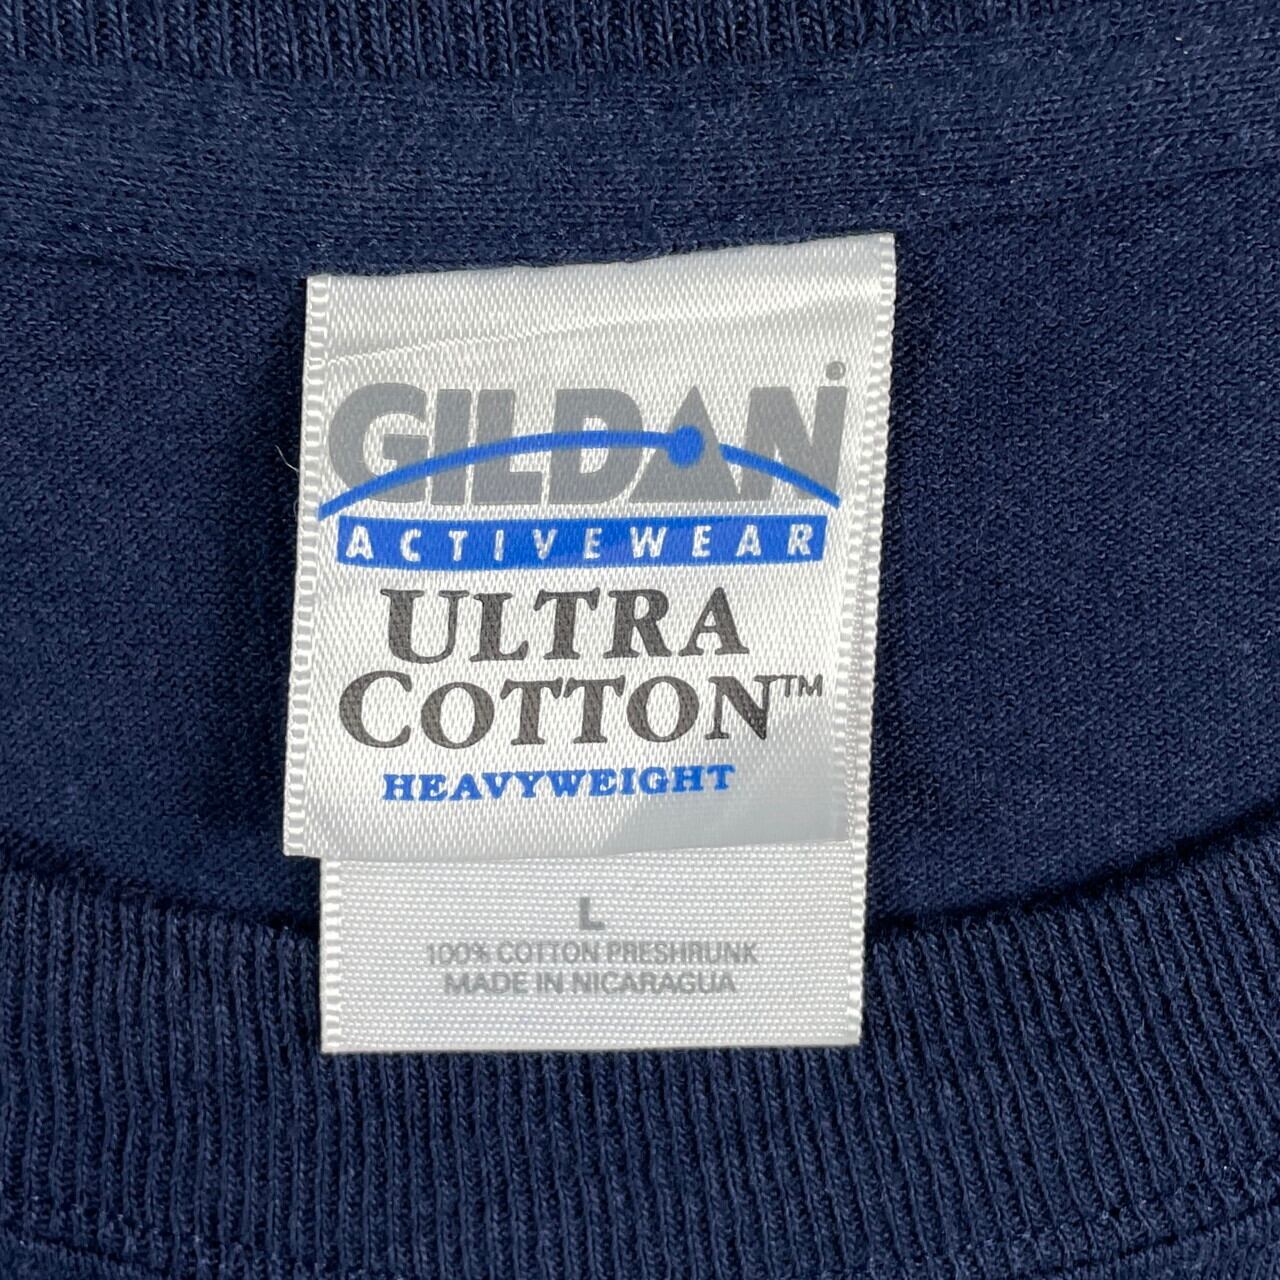 GILDAN®
ACTIVEWEAR
ULTRA
COTTON™
HEAVYWEIGHT
L
100% COTTON PRESHRUNK
MADE IN NICARAGUA